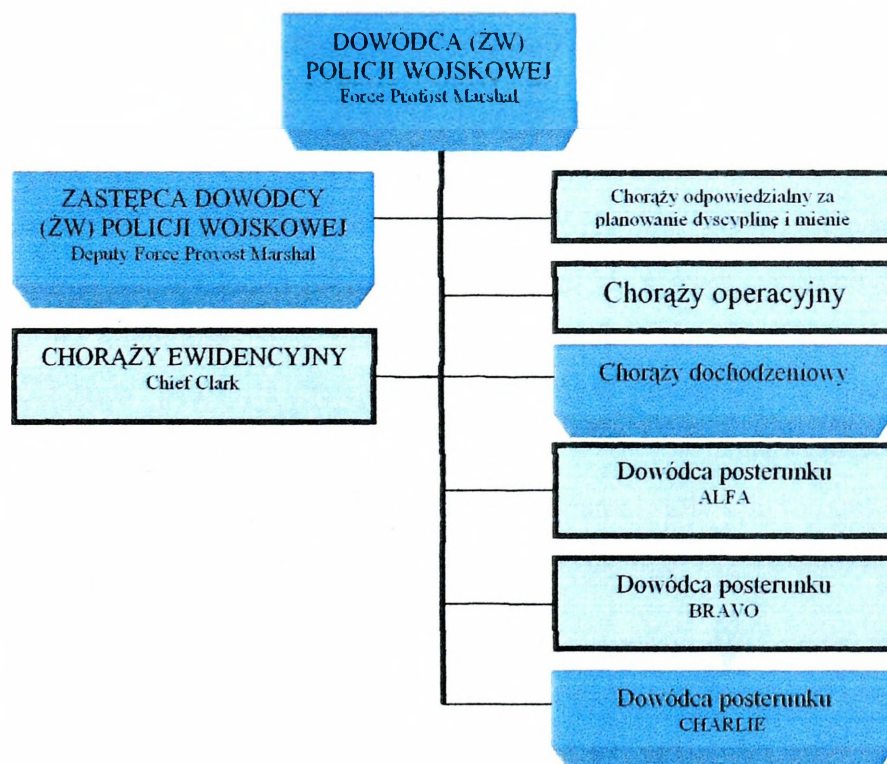 DOWÓDCA (ŻW)
POLICJI WOJSKOWEJ
Force Profost Marshal
ZASTĘPCA DOWÓDCY
(ŻW) POLICJI WOJSKOWEJ
Deputy Force Provost Marshal
CHORĄŻY EWIDENCYJNY
Chief Clark
Chorąży odpowiedzialny za
planowanie dyscyplinę i mienie
Chorąży operacyjny
Chorąży dochodzeniowy
Dowódca posterunku
ALFA
Dowódca posterunku
BRAVO
Dowódca posterunku
CHARLIE